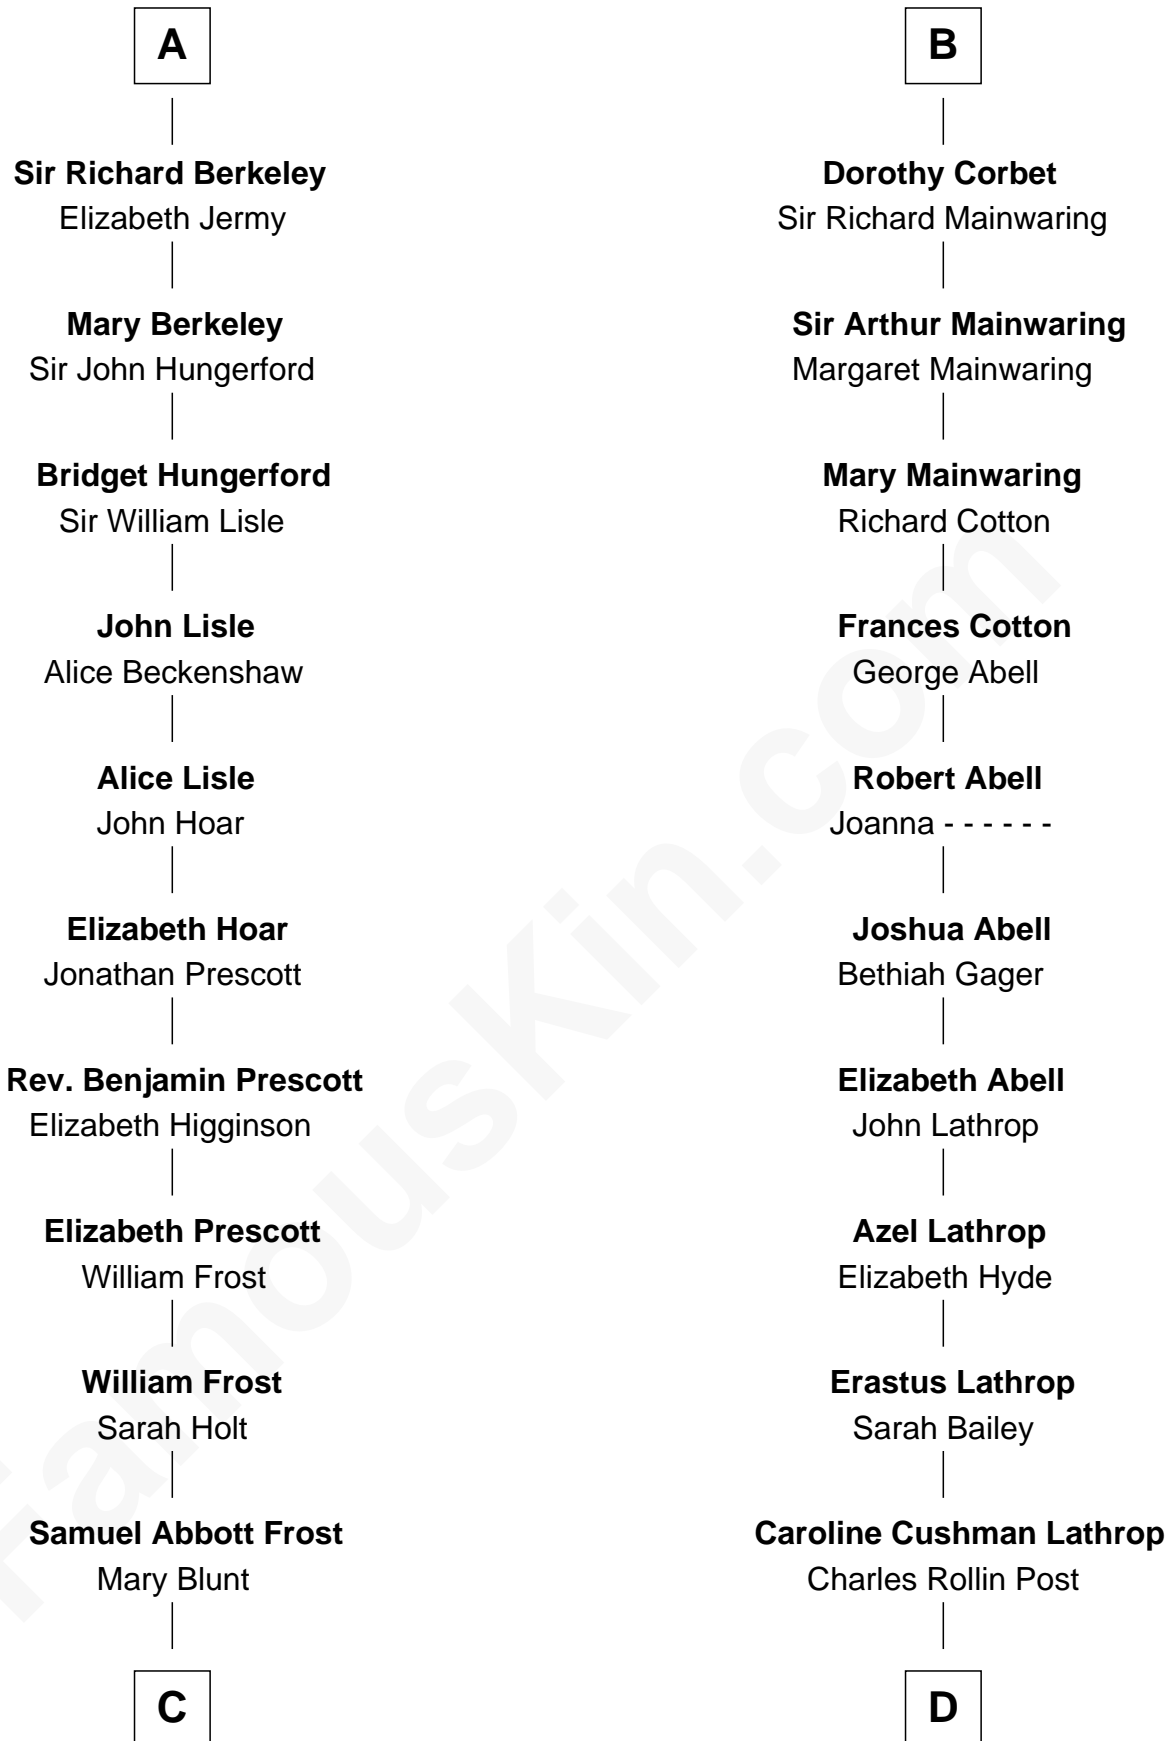 A
Sir Richard Berkeley
Elizabeth Jermy
Mary Berkeley
Sir John Hungerford
Bridget Hungerford
Sir William Lisle
John Lisle
Alice Beckenshaw
Alice Lisle
John Hoar
Elizabeth Hoar
Jonathan Prescott
Rev. Benjamin Prescott
Elizabeth Higginson
Elizabeth Prescott
William Frost
William Frost
Sarah Holt
Samuel Abbott Frost
Mary Blunt
C
B
Dorothy Corbet
Sir Richard Mainwaring
Sir Arthur Mainwaring
Margaret Mainwaring
Mary Mainwaring
Richard Cotton
Frances Cotton
George Abell
Robert Abell
Joanna - - - - - -
Joshua Abell
Bethiah Gager
Elizabeth Abell
John Lathrop
Azel Lathrop
Elizabeth Hyde
Erastus Lathrop
Sarah Bailey
Caroline Cushman Lathrop
Charles Rollin Post
D
FamousKin.com